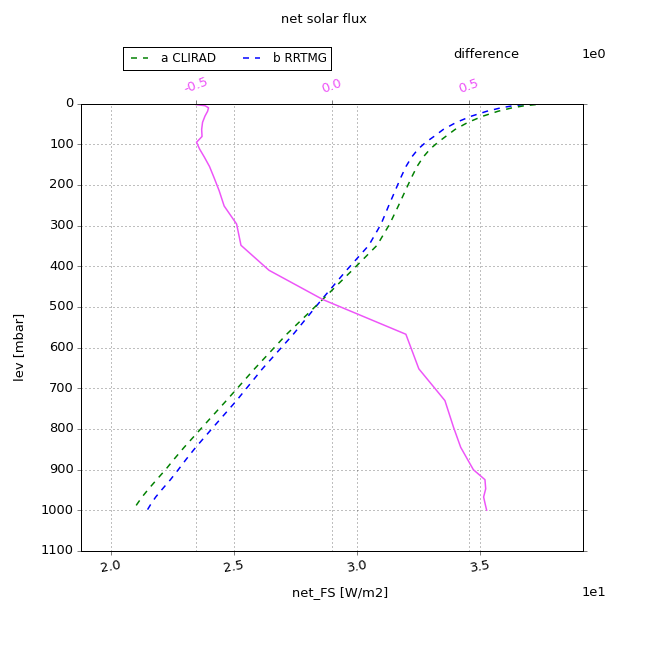 net solar flux
a CLIRAD b RRTMG difference 1e0
-0.5 0.0 0.5
0
100
200
300
400
500
600
700
800
900
1000
1100
lev [mbar]
2.0 2.5 3.0 3.5
net_FS [W/m2] 1e1